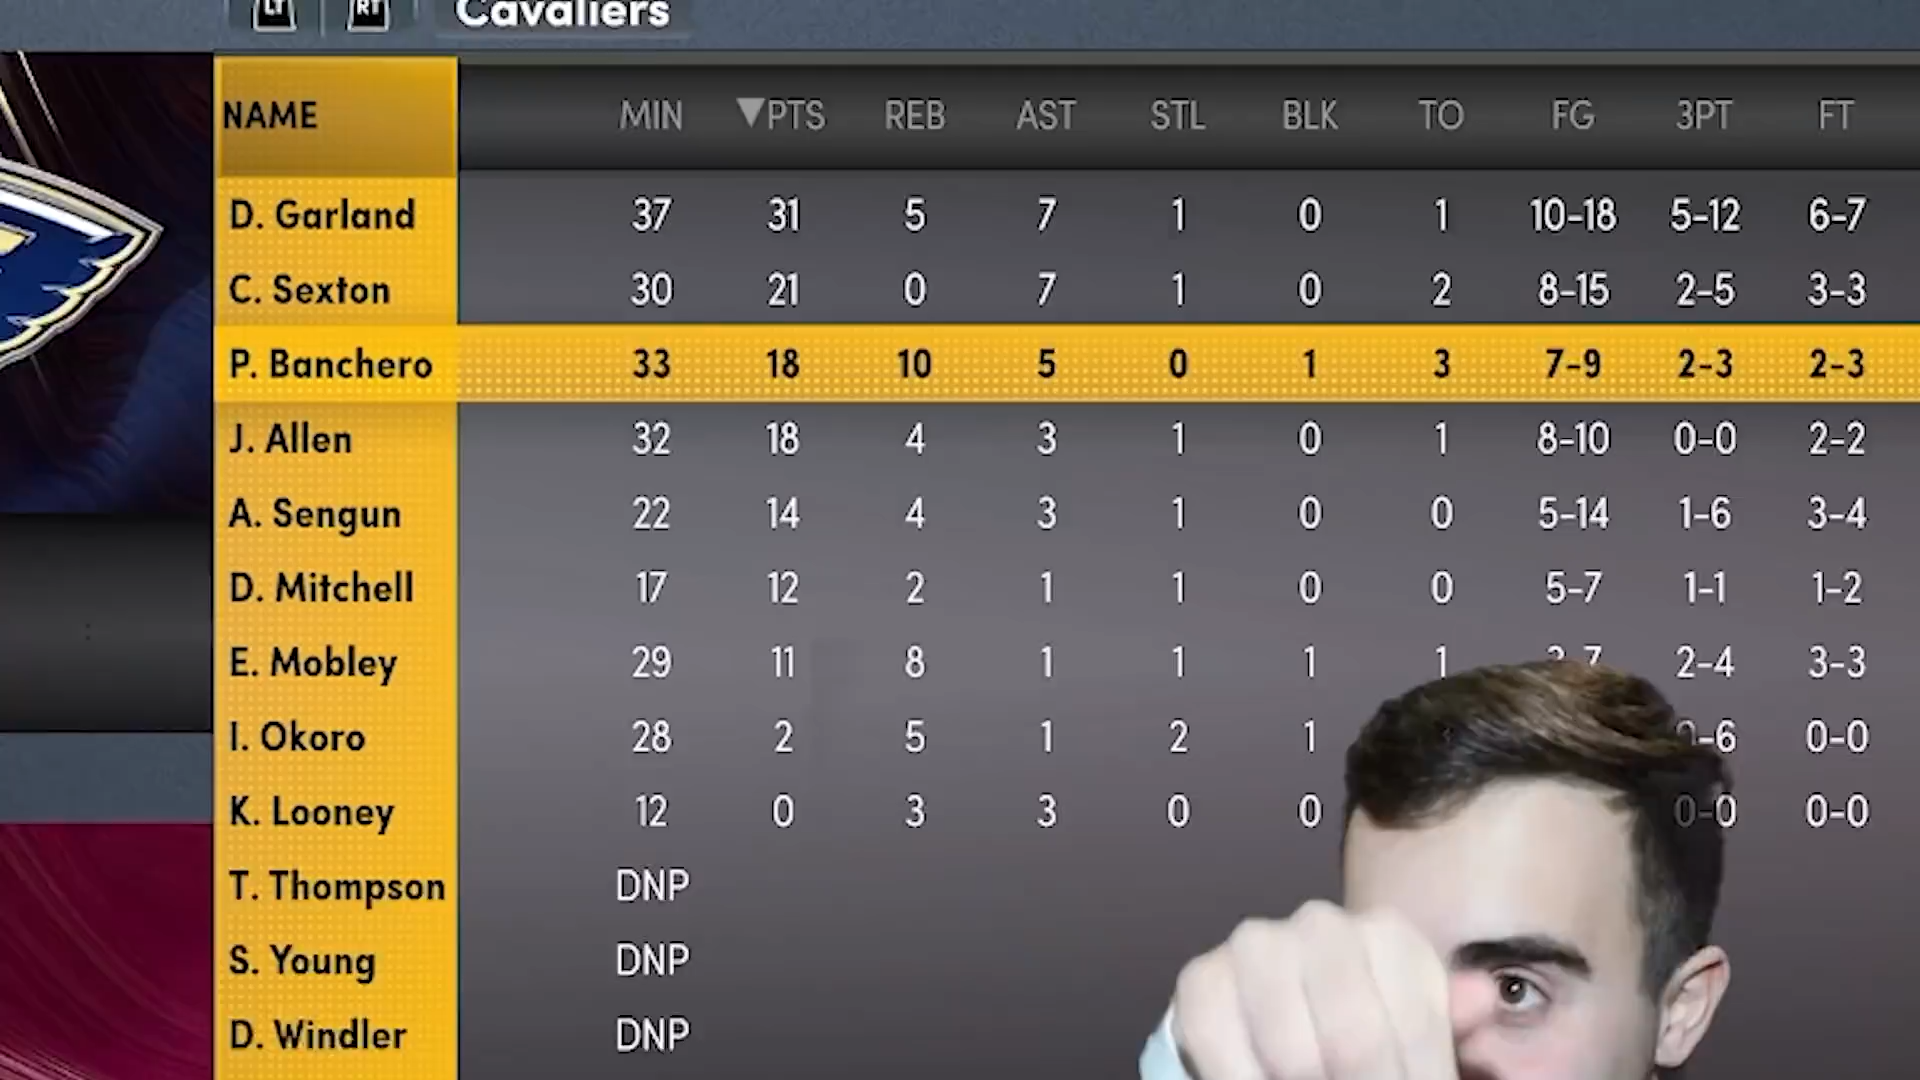 LT RT Cavaliers
NAME MIN ▼PTS REB AST STL BLK TO FG 3PT FT
D. Garland 37 31 5 7 1 0 1 10-18 5-12 6-7
C. Sexton 30 21 0 7 1 0 2 8-15 2-5 3-3
P. Banchero 33 18 10 5 0 1 3 7-9 2-3 2-3
J. Allen 32 18 4 3 1 0 1 8-10 0-0 2-2
A. Sengun 22 14 4 3 1 0 0 5-14 1-6 3-4
D. Mitchell 17 12 2 1 1 0 0 5-7 1-1 1-2
E. Mobley 29 11 8 1 1 1 1 2-4 3-3
I. Okoro 28 2 5 1 2 1 0-0
K. Looney 12 0 3 3 0 0 0-0 0-0
T. Thompson DNP
S. Young DNP
D. Windler DNP